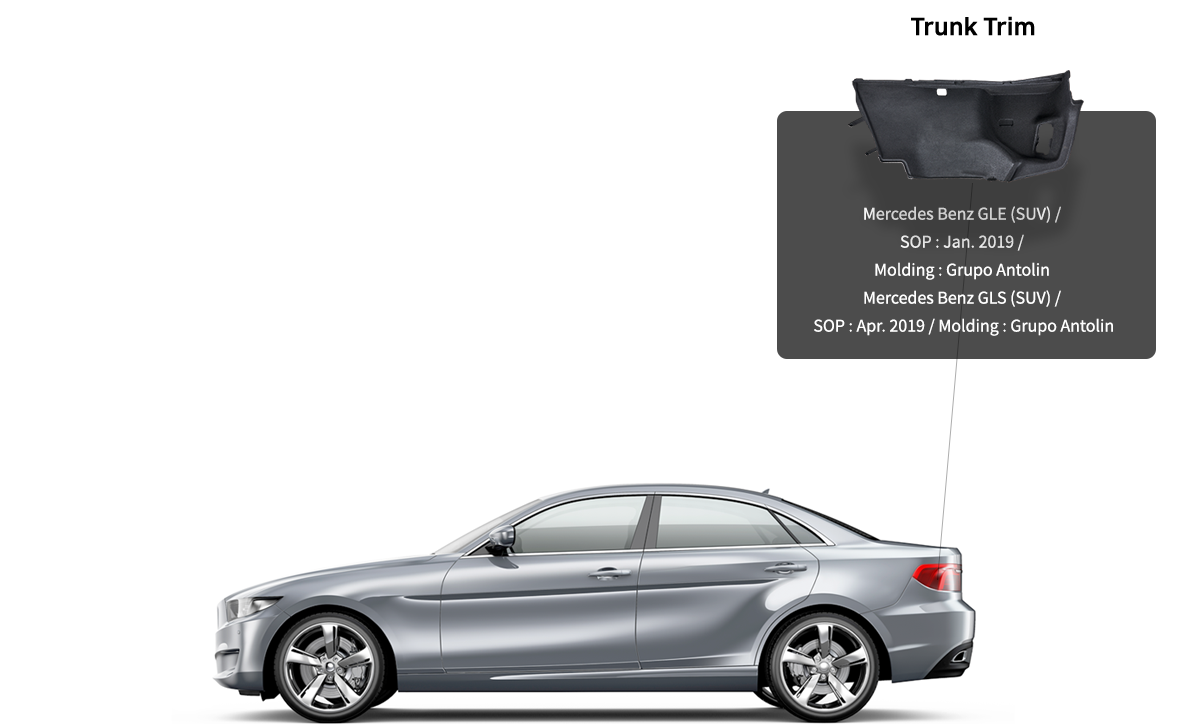 Trunk Trim
Mercedes Benz GLE (SUV) /
SOP : Jan. 2019 /
Molding : Grupo Antolin
Mercedes Benz GLS (SUV) /
SOP : Apr. 2019 / Molding : Grupo Antolin